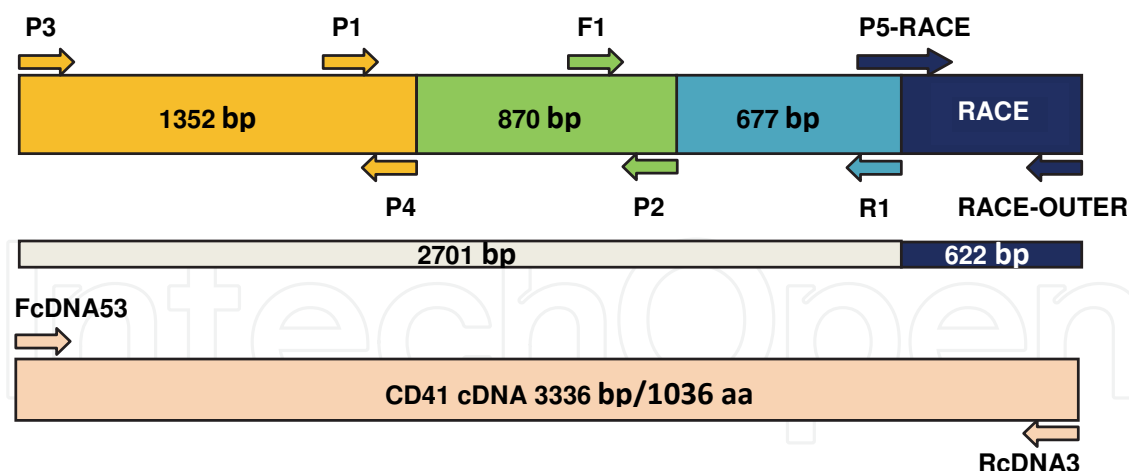 P3 P1 F1 P5-RACE
1352 bp 870 bp 677 bp RACE
P4 P2 R1 RACE-OUTER
2701 bp 622 bp
FcDNA53
IntechOpen
CD41 cDNA 3336 bp/1036 aa
RcDNA3